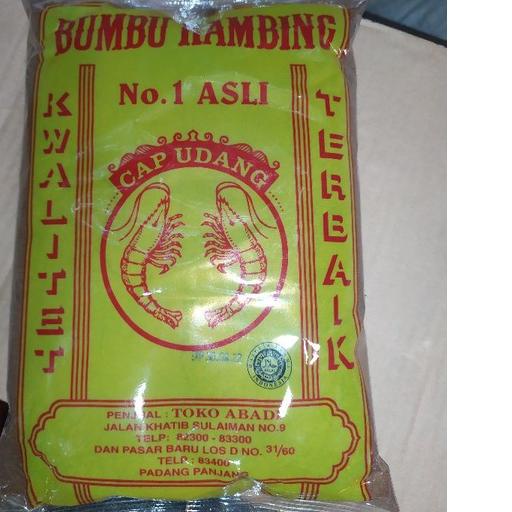 BUMBU KAMBING
No.1 ASLI
KWALITET
TERBAIK
CAP UDANG
INDONESIA
PENJUAL : TOKO ABADI
JALAN KHATIB SULAIMAN NO.9
TELP: 82300 - 83300
DAN PASAR BARU LOS D NO. 31/60
TELP : 83400
PADANG PANJANG